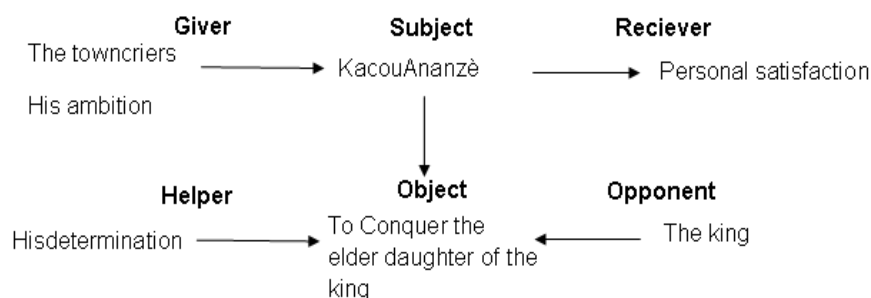 Giver Subject Reciever
The towncriers KacouAnanzè Personal satisfaction
His ambition
Helper Object Opponent
Hisdetermination To Conquer the The king
elder daughter of the
king